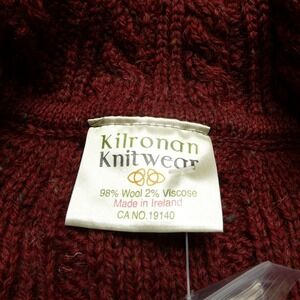 Kilronan
Knitwear
98% Wool 2% Viscose
Made in Ireland
CA NO.19140